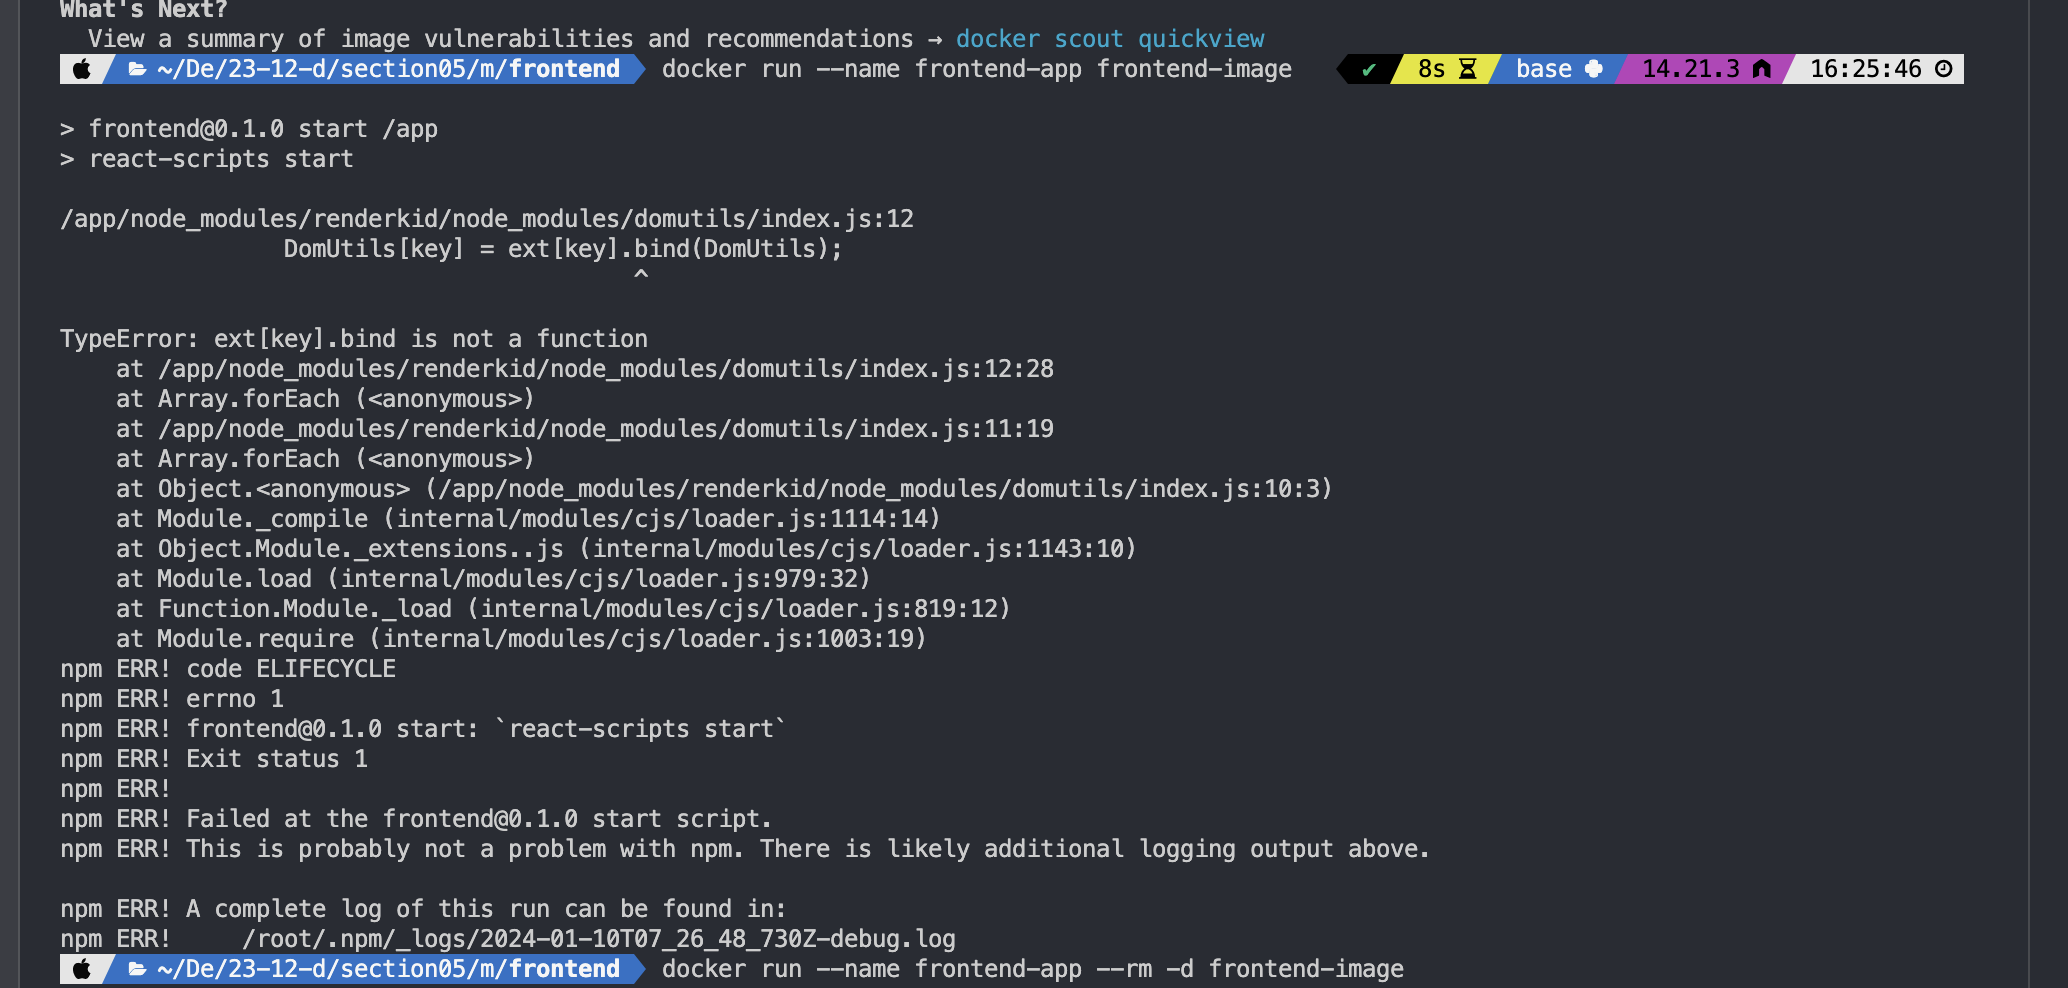 What's Next?
View a summary of image vulnerabilities and recommendations → docker scout quickview
~/De/23-12-d/section05/m/frontend docker run --name frontend-app frontend-image ✔ 8s base 14.21.3 16:25:46
> frontend@0.1.0 start /app
> react-scripts start
/app/node_modules/renderkid/node_modules/domutils/index.js:12
DomUtils[key] = ext[key].bind(DomUtils);
^
TypeError: ext[key].bind is not a function
at /app/node_modules/renderkid/node_modules/domutils/index.js:12:28
at Array.forEach (<anonymous>)
at /app/node_modules/renderkid/node_modules/domutils/index.js:11:19
at Array.forEach (<anonymous>)
at Object.<anonymous> (/app/node_modules/renderkid/node_modules/domutils/index.js:10:3)
at Module._compile (internal/modules/cjs/loader.js:1114:14)
at Object.Module._extensions..js (internal/modules/cjs/loader.js:1143:10)
at Module.load (internal/modules/cjs/loader.js:979:32)
at Function.Module._load (internal/modules/cjs/loader.js:819:12)
at Module.require (internal/modules/cjs/loader.js:1003:19)
npm ERR! code ELIFECYCLE
npm ERR! errno 1
npm ERR! frontend@0.1.0 start: `react-scripts start`
npm ERR! Exit status 1
npm ERR!
npm ERR! Failed at the frontend@0.1.0 start script.
npm ERR! This is probably not a problem with npm. There is likely additional logging output above.
npm ERR! A complete log of this run can be found in:
npm ERR! /root/.npm/_logs/2024-01-10T07_26_48_730Z-debug.log
~/De/23-12-d/section05/m/frontend docker run --name frontend-app --rm -d frontend-image